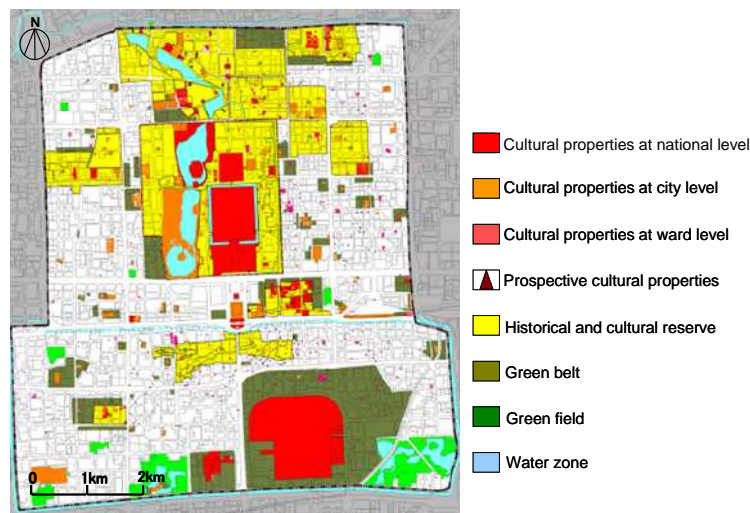 N
Cultural properties at national level
Cultural properties at city level
Cultural properties at ward level
Prospective cultural properties
Historical and cultural reserve
Green belt
Green field
Water zone
0 1km 2km